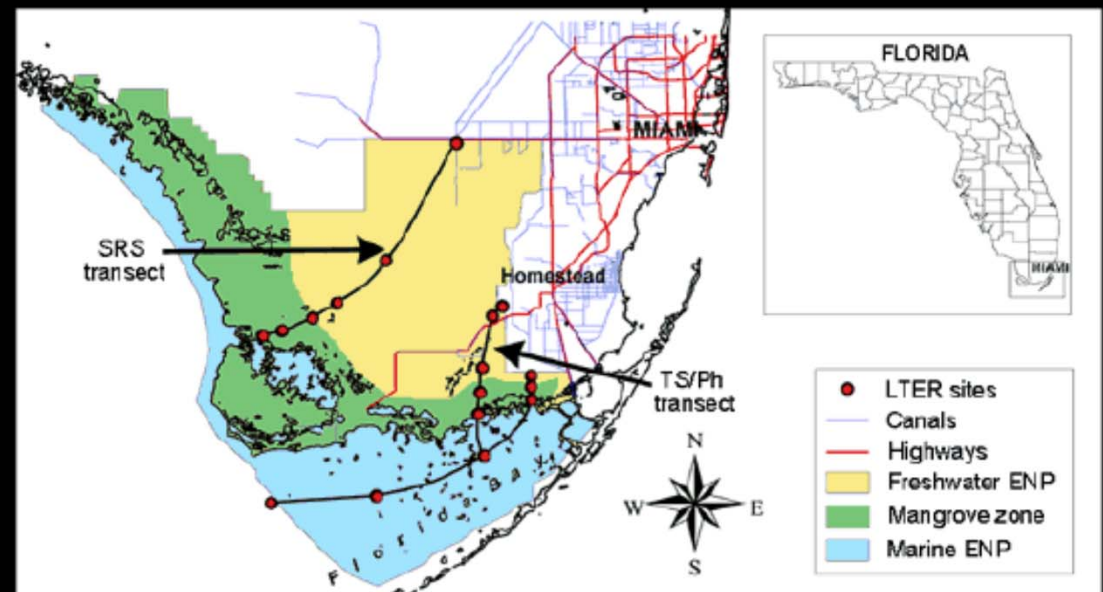 FLORIDA
MIAMI
MIAMI
SRS
transect
Homestead
TS/Ph
transect
Florida Bay
N
W
E
S
LTER sites
Canals
Highways
Freshwater ENP
Mangrove zone
Marine ENP